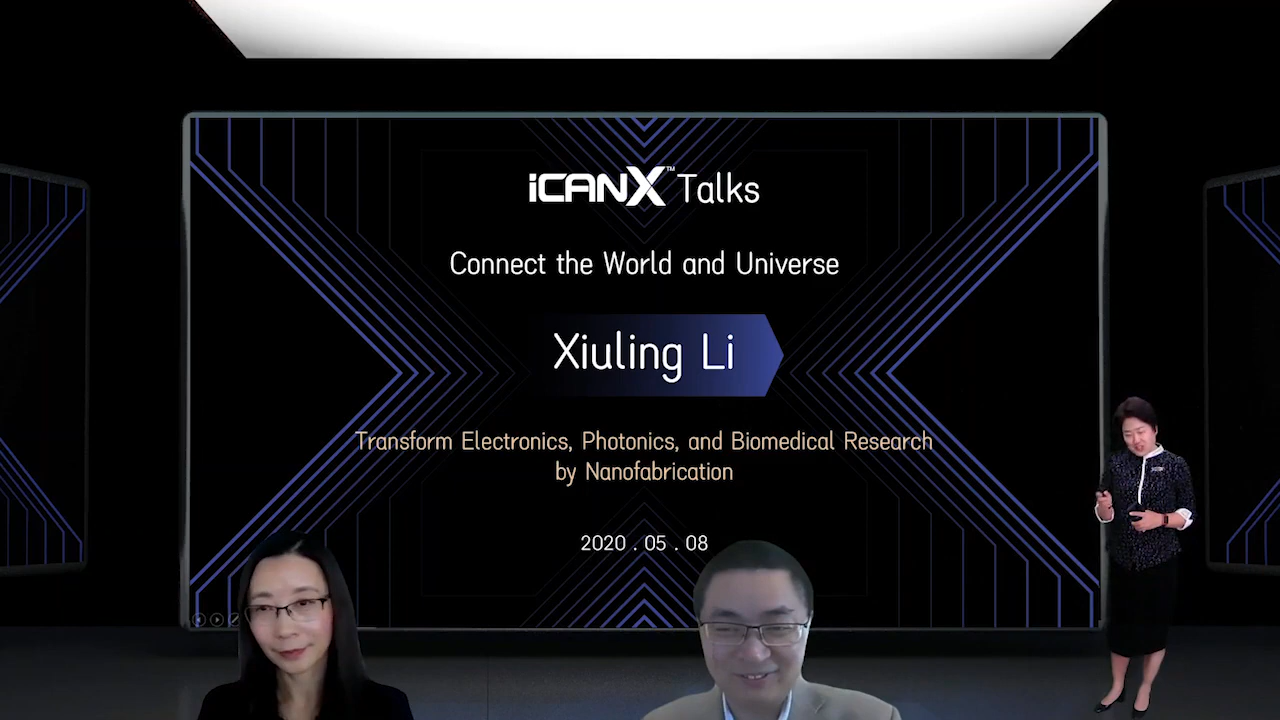 iCANX™ Talks
Connect the World and Universe
Xiuling Li
Transform Electronics, Photonics, and Biomedical Research
by Nanofabrication
2020 . 05 . 08